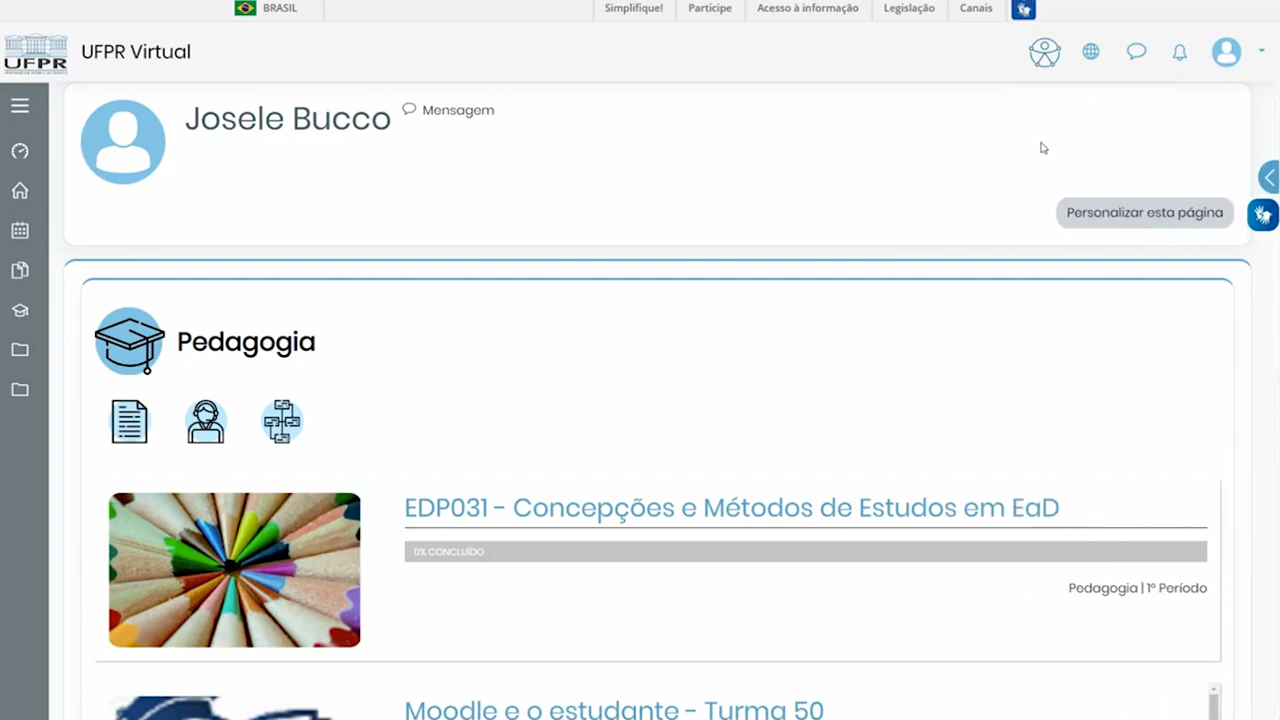 BRASIL
Simplifique!
Participe
Acesso à informação
Legislação
Canais
UFPR
UFPR Virtual
Josele Bucco
Mensagem
Personalizar esta página
Pedagogia
EDP031 - Concepções e Métodos de Estudos em EaD
0% CONCLUÍDO
Pedagogia | 1º Período
Moodle e o estudante - Turma 50